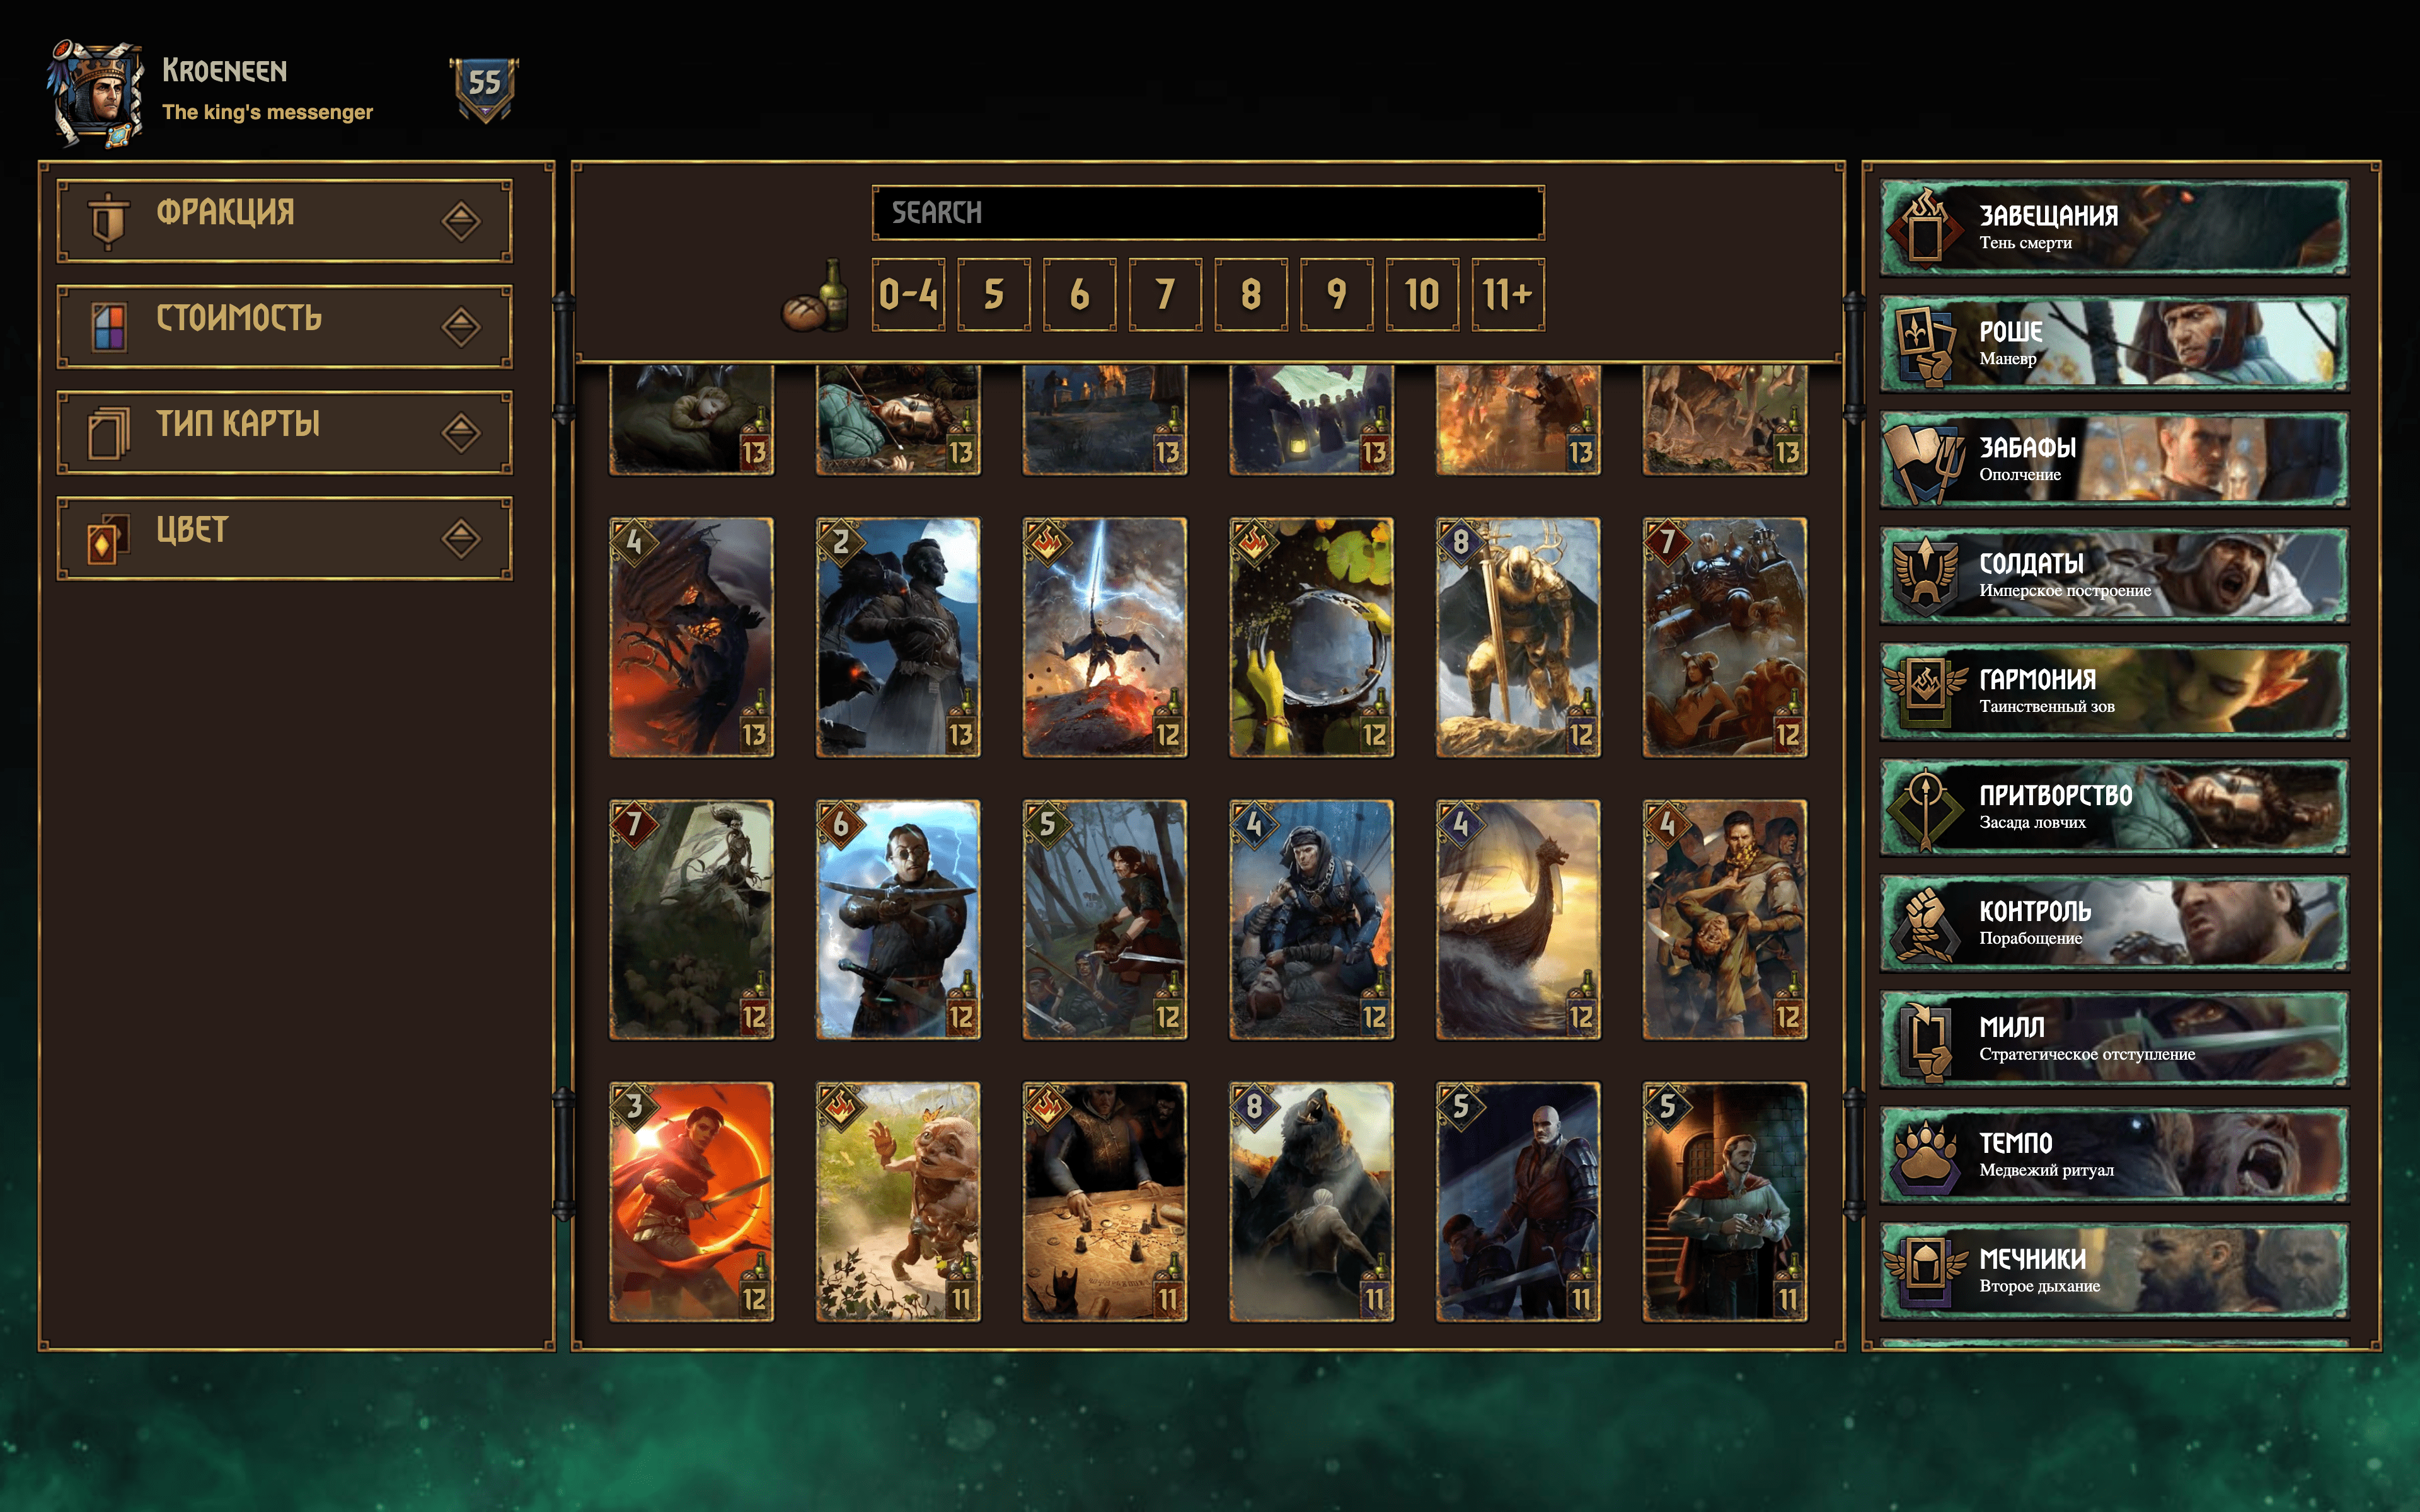 Kroeneen
The king's messenger
55
ФРАКЦИЯ
СТОИМОСТЬ
ТИП КАРТЫ
ЦВЕТ
SEARCH
0-4 5 6 7 8 9 10 11+
13 13 13 13 13 13
4 2 8 7
13 13 12 12 12 12
7 6 5 4 4 4
12 12 12 12 12 12
3 8 5 5
12 11 11 11 11 11
ЗАВЕЩАНИЯ
Тень смерти
РОШЕ
Маневр
ЗАБАФЫ
Ополчение
СОЛДАТЫ
Имперское построение
ГАРМОНИЯ
Таинственный зов
ПРИТВОРСТВО
Засада ловчих
КОНТРОЛЬ
Порабощение
МИЛЛ
Стратегическое отступление
ТЕМПО
Медвежий ритуал
МЕЧНИКИ
Второе дыхание